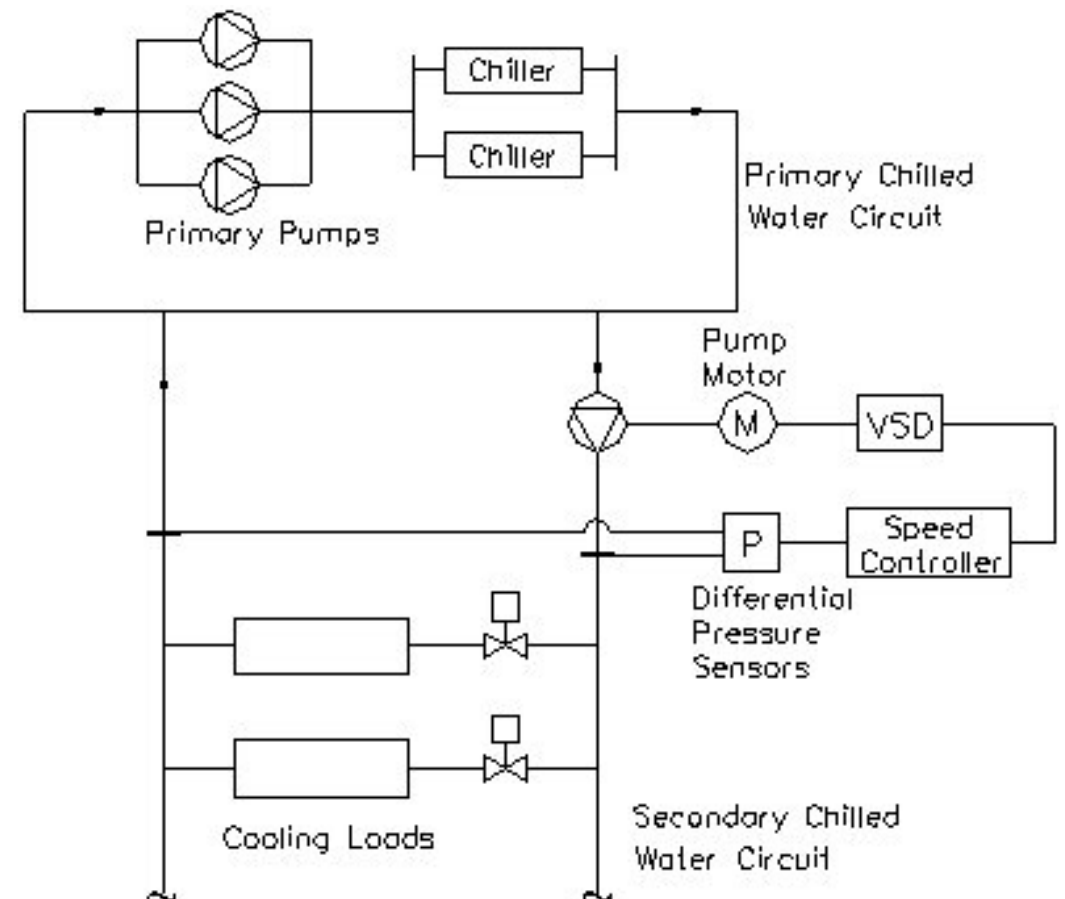 Chiller
Chiller
Primary Chilled
Water Circuit
Primary Pumps
Pump
Motor
M
VSD
P
Speed
Controller
Differential
Pressure
Sensors
Cooling Loads
Secondary Chilled
Water Circuit